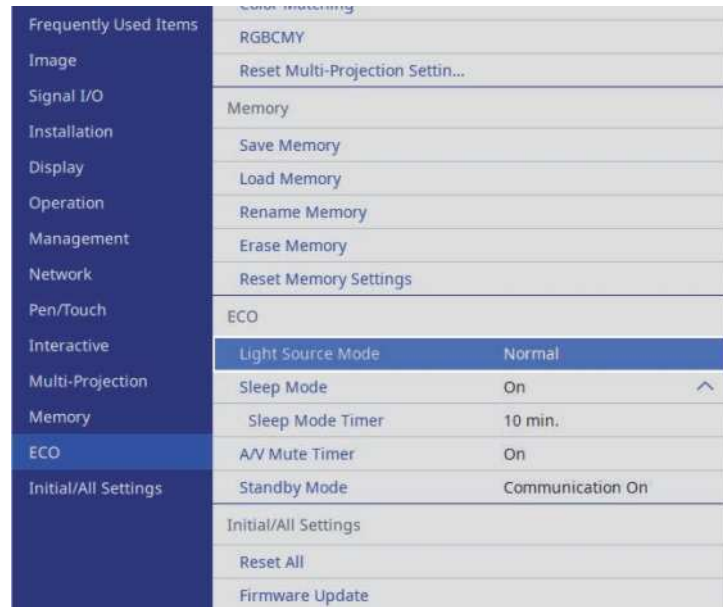 Frequently Used Items
Image
Signal I/O
Installation
Display
Operation
Management
Network
Pen/Touch
Interactive
Multi-Projection
Memory
ECO
Initial/All Settings
Color Matching
RGBCMY
Reset Multi-Projection Settin...
Memory
Save Memory
Load Memory
Rename Memory
Erase Memory
Reset Memory Settings
ECO
Light Source Mode Normal
Sleep Mode On
Sleep Mode Timer 10 min.
A/V Mute Timer On
Standby Mode Communication On
Initial/All Settings
Reset All
Firmware Update